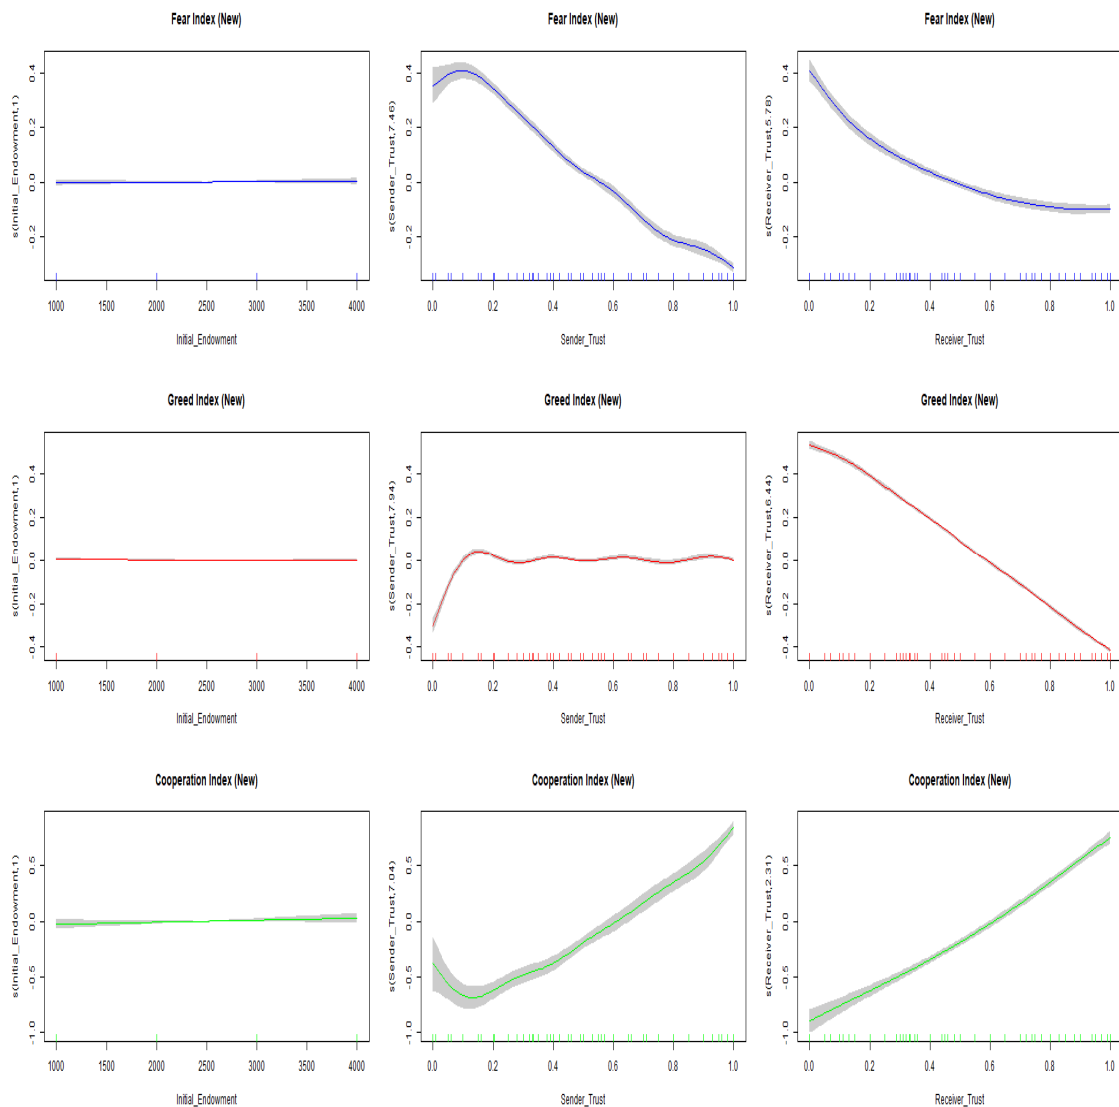 Fear Index (New)
s(Initial_Endowment,1)
-0.2 0.0 0.2 0.4
1000 1500 2000 2500 3000 3500 4000
Initial_Endowment
Fear Index (New)
s(Sender_Trust,7.46)
-0.2 0.0 0.2 0.4
0.0 0.2 0.4 0.6 0.8 1.0
Sender_Trust
Fear Index (New)
s(Receiver_Trust,5.78)
-0.2 0.0 0.2 0.4
0.0 0.2 0.4 0.6 0.8 1.0
Receiver_Trust
Greed Index (New)
s(Initial_Endowment,1)
-0.4 -0.2 0.0 0.2 0.4
1000 1500 2000 2500 3000 3500 4000
Initial_Endowment
Greed Index (New)
s(Sender_Trust,7.94)
-0.4 -0.2 0.0 0.2 0.4
0.0 0.2 0.4 0.6 0.8 1.0
Sender_Trust
Greed Index (New)
s(Receiver_Trust,6.44)
-0.4 -0.2 0.0 0.2 0.4
0.0 0.2 0.4 0.6 0.8 1.0
Receiver_Trust
Cooperation Index (New)
s(Initial_Endowment,1)
-1.0 -0.5 0.0 0.5
1000 1500 2000 2500 3000 3500 4000
Initial_Endowment
Cooperation Index (New)
s(Sender_Trust,7.04)
-1.0 -0.5 0.0 0.5
0.0 0.2 0.4 0.6 0.8 1.0
Sender_Trust
Cooperation Index (New)
s(Receiver_Trust,2.31)
-1.0 -0.5 0.0 0.5
0.0 0.2 0.4 0.6 0.8 1.0
Receiver_Trust